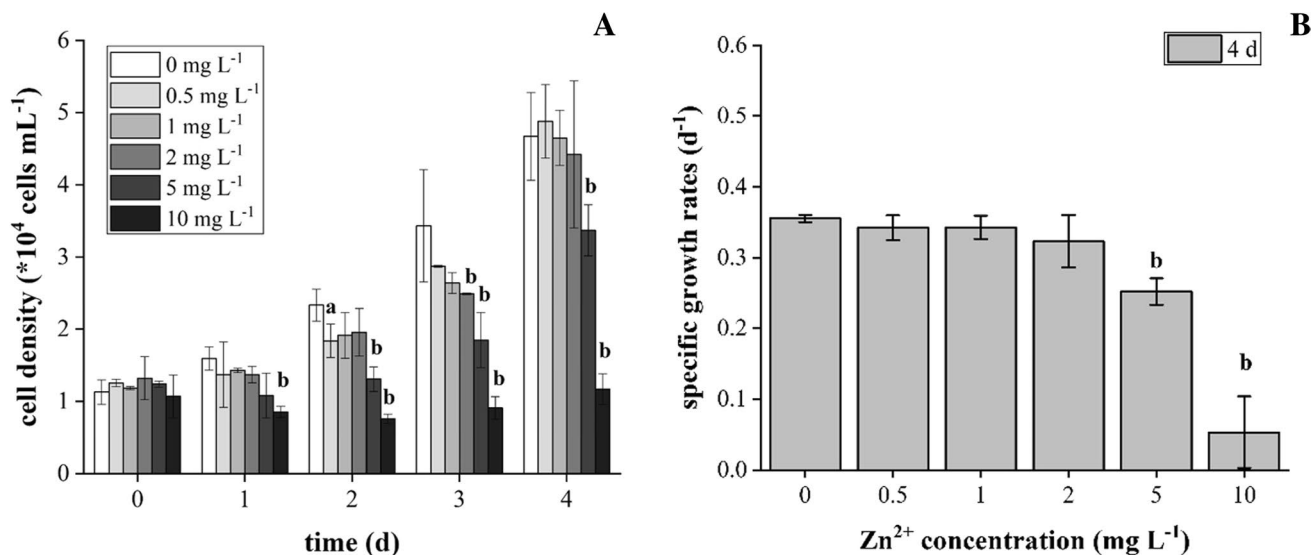 A
cell density (*10⁴ cells mL⁻¹)
6
5
4
3
2
1
0
0 mg L⁻¹
0.5 mg L⁻¹
1 mg L⁻¹
2 mg L⁻¹
5 mg L⁻¹
10 mg L⁻¹
b
a
b
b
b
b
b
b
b
0
1
2
3
4
time (d)
B
4 d
specific growth rates (d⁻¹)
0.6
0.5
0.4
0.3
0.2
0.1
0.0
b
b
0
0.5
1
2
5
10
Zn²⁺ concentration (mg L⁻¹)